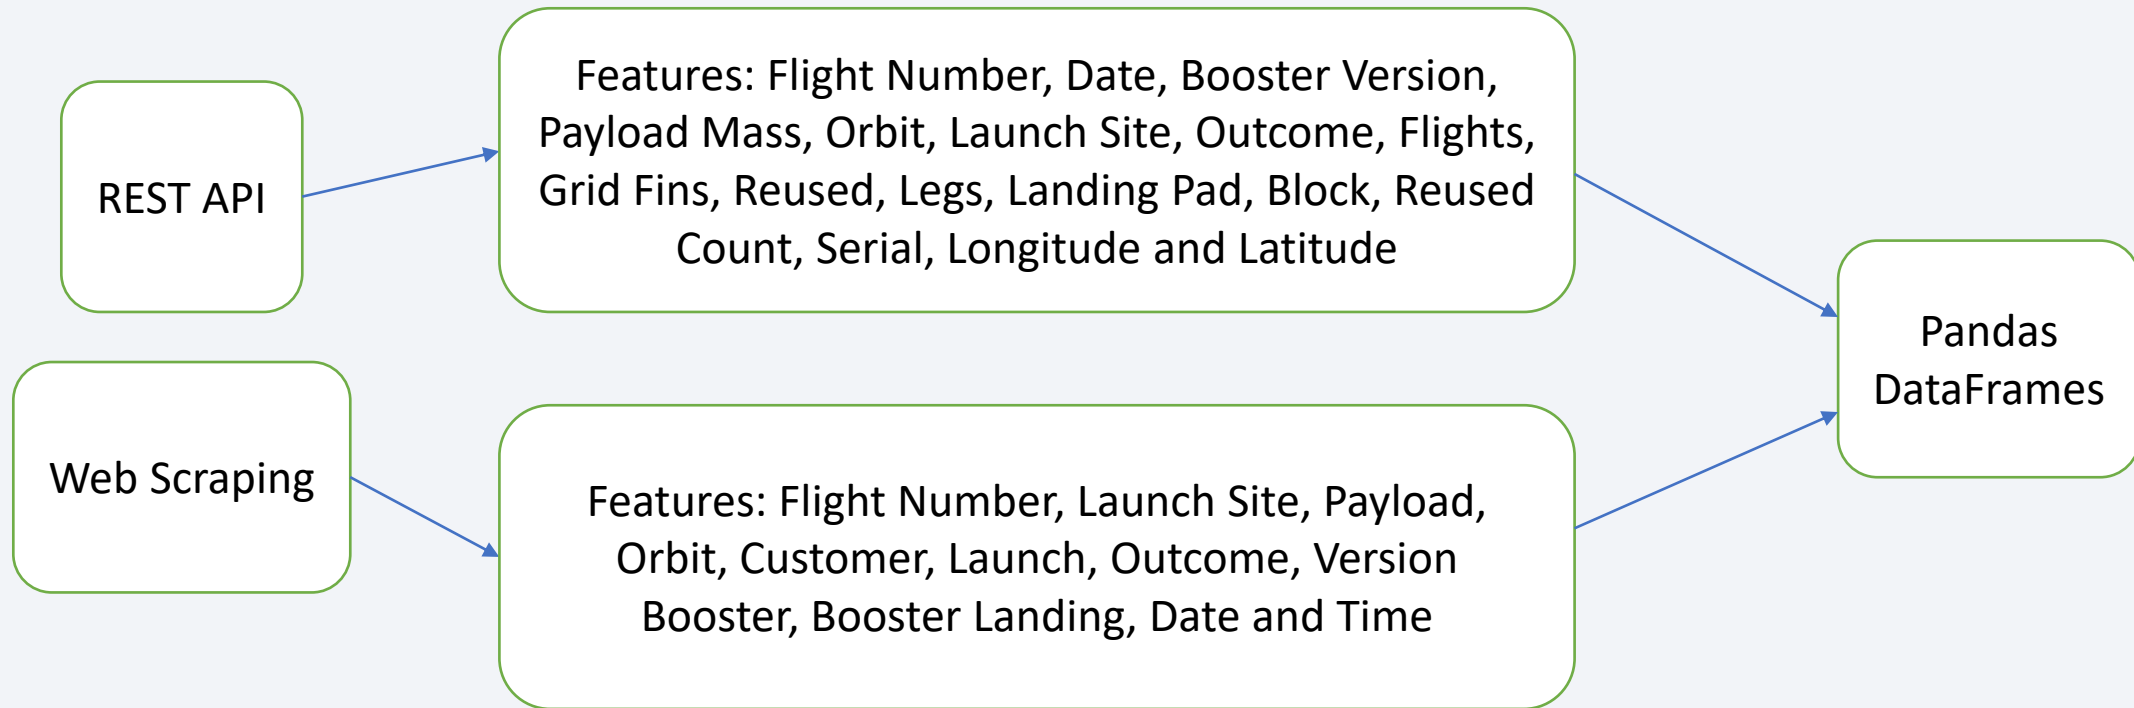 REST API
Features: Flight Number, Date, Booster Version,
Payload Mass, Orbit, Launch Site, Outcome, Flights,
Grid Fins, Reused, Legs, Landing Pad, Block, Reused
Count, Serial, Longitude and Latitude
Web Scraping
Features: Flight Number, Launch Site, Payload,
Orbit, Customer, Launch, Outcome, Version
Booster, Booster Landing, Date and Time
Pandas
DataFrames